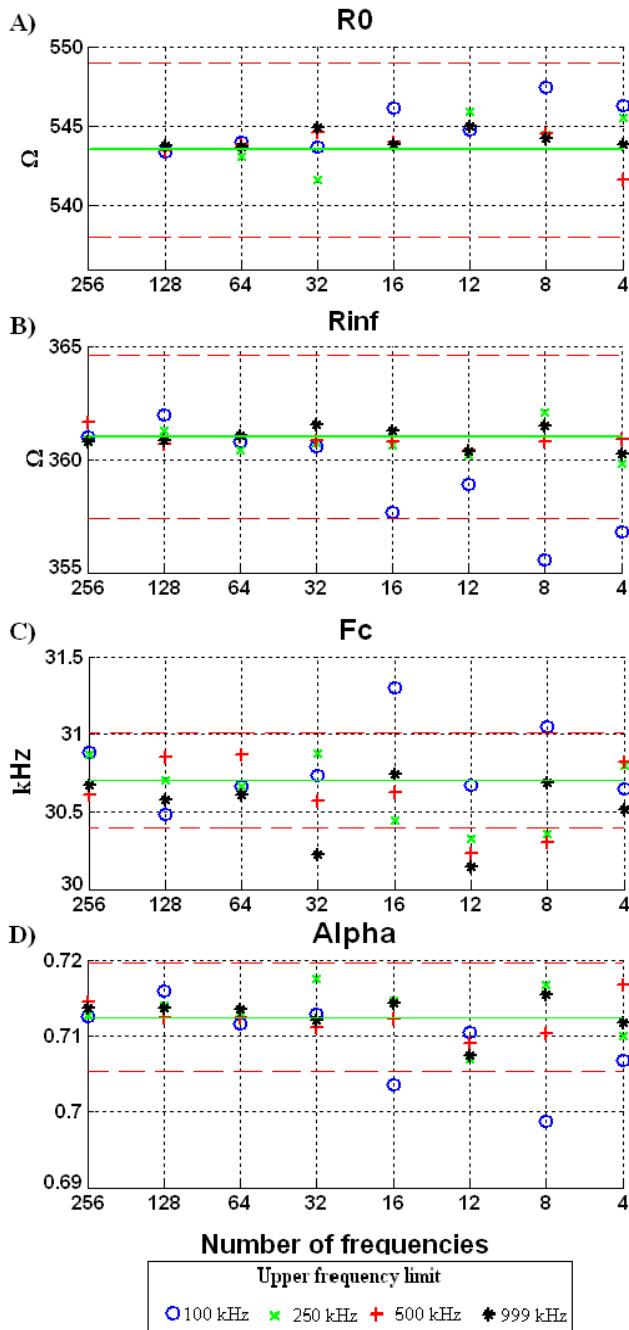 A)
R0
550
545
540
Ω
256 128 64 32 16 12 8 4
B)
Rinf
365
360
355
Ω
256 128 64 32 16 12 8 4
C)
Fc
31.5
31
30.5
30
kHz
256 128 64 32 16 12 8 4
D)
Alpha
0.72
0.71
0.7
0.69
256 128 64 32 16 12 8 4
Number of frequencies
Upper frequency limit
100 kHz 250 kHz 500 kHz 999 kHz